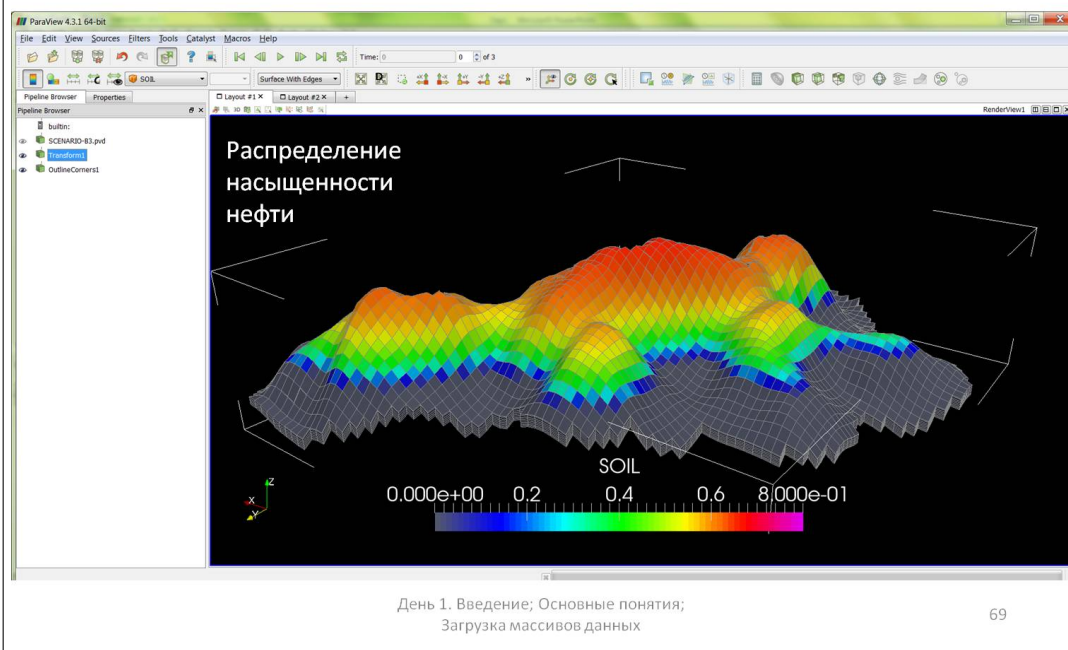 ParaView 4.3.1 64-bit
File Edit View Sources Filters Tools Catalyst Macros Help
Time: 0 0 of 3
SOIL Surface With Edges
Pipeline Browser Properties
Layout #1 Layout #2
Pipeline Browser
3D
RenderView1
builtin:
SCENARIO-B3.pvd
Transform1
OutlineCorners1
Распределение
насыщенности
нефти
SOIL
0.000e+00 0.2 0.4 0.6 8.000e-01
X
Y
Z
День 1. Введение; Основные понятия;
Загрузка массивов данных
69